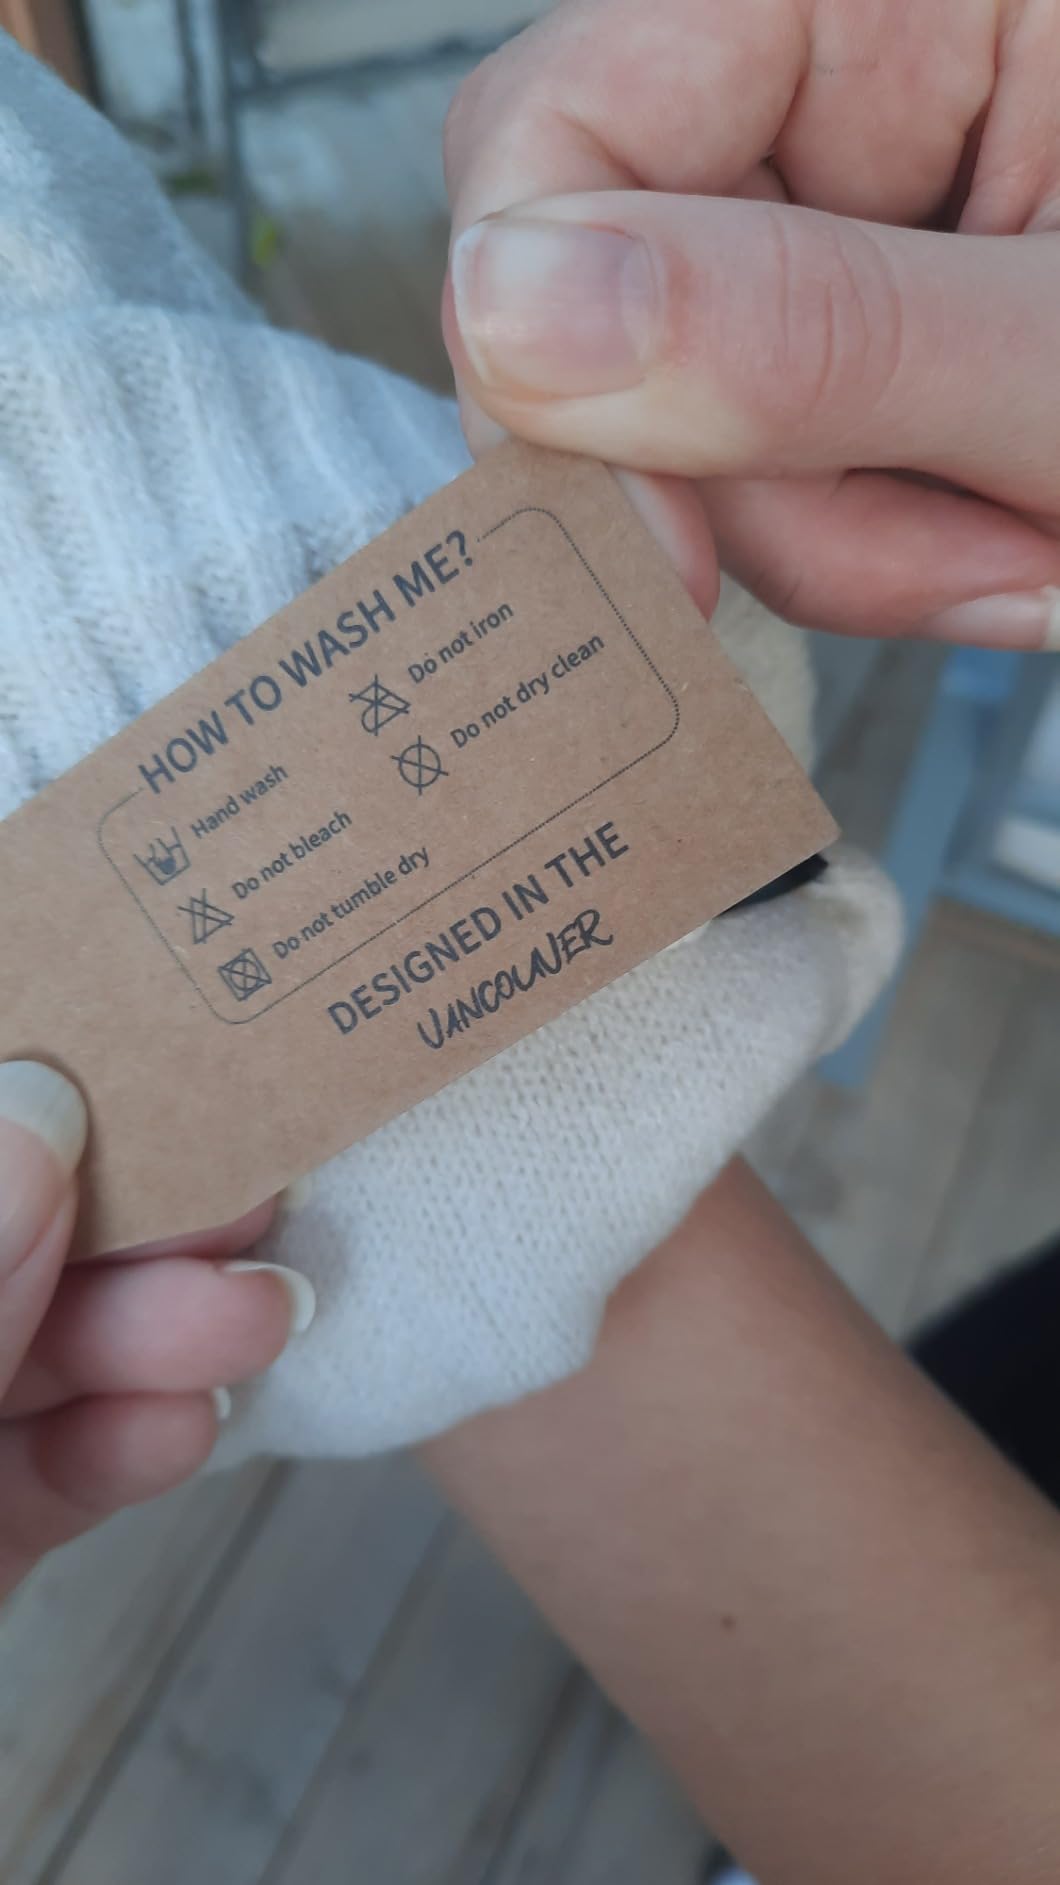 HOW TO WASH ME?
Hand wash
Do not bleach
Do not tumble dry
Do not iron
Do not dry clean
DESIGNED IN THE
VANCOUVER